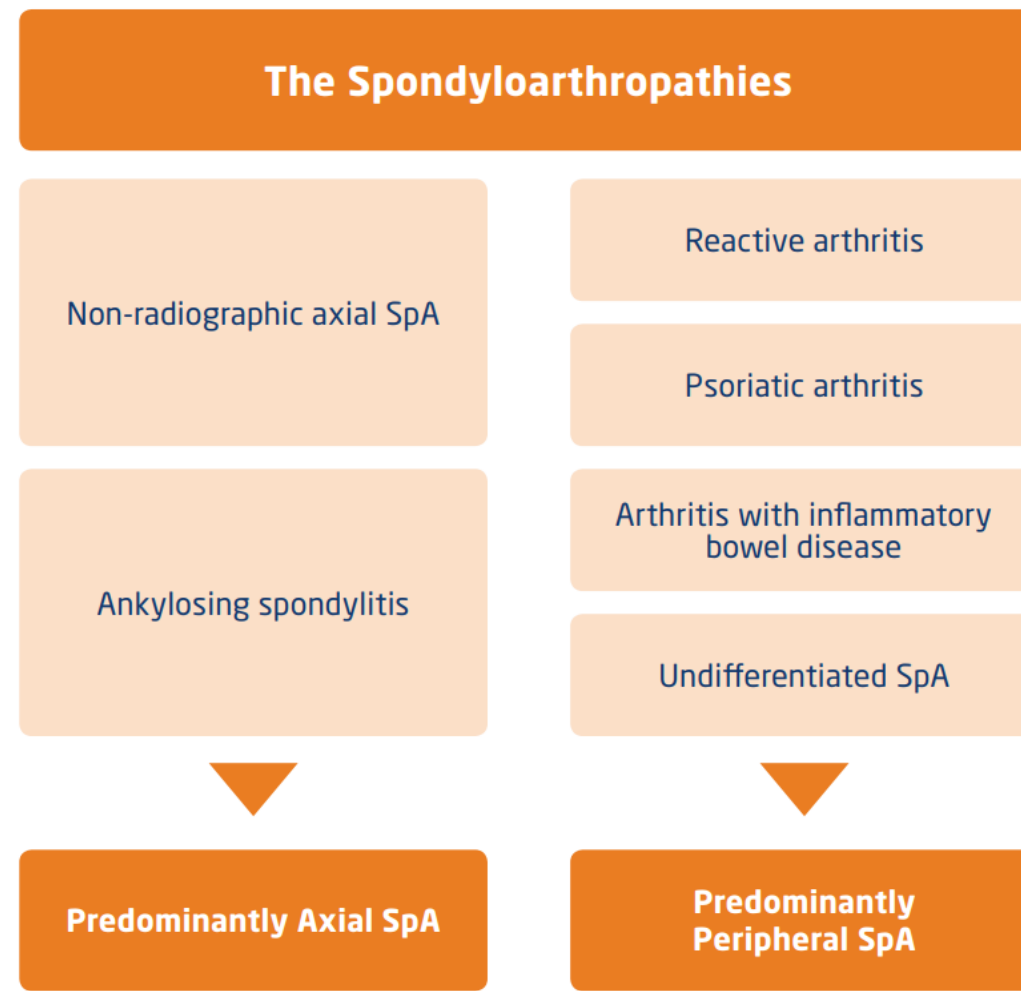 The Spondyloarthropathies
Non-radiographic axial SpA
Ankylosing spondylitis
Predominantly Axial SpA
Reactive arthritis
Psoriatic arthritis
Arthritis with inflammatory
bowel disease
Undifferentiated SpA
Predominantly
Peripheral SpA